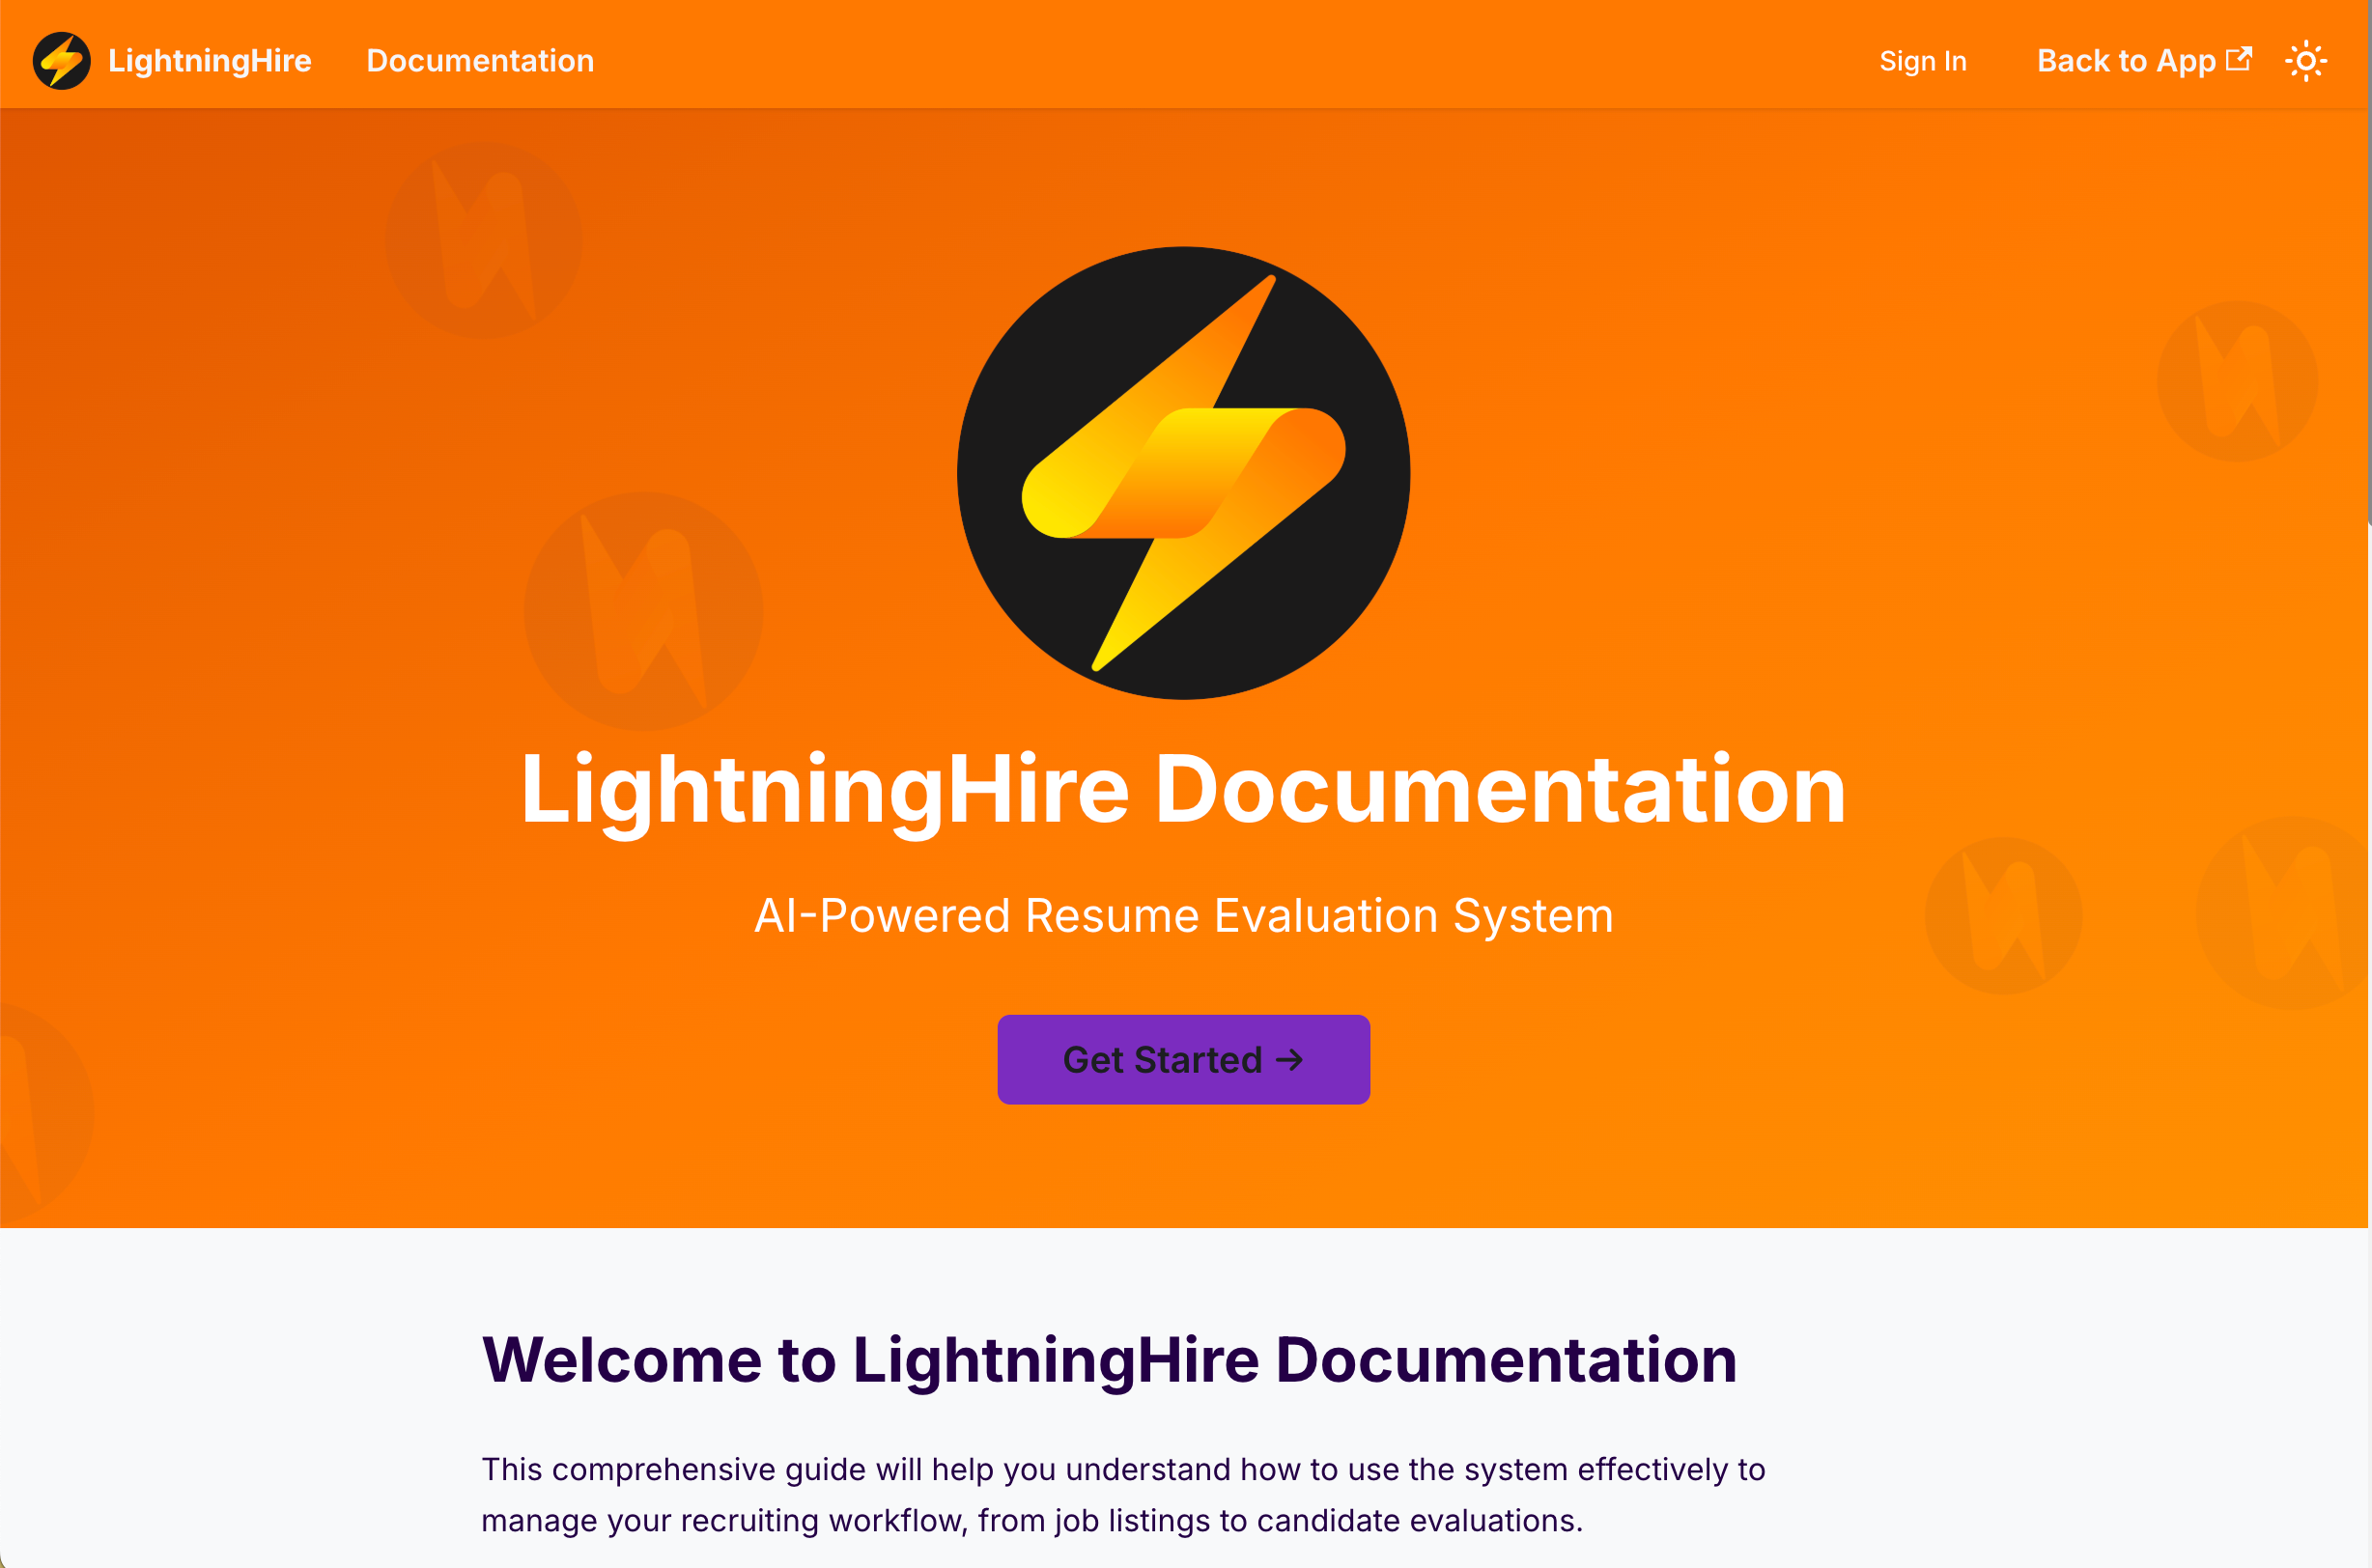 LightningHire Documentation Sign In Back to App
LightningHire Documentation
AI-Powered Resume Evaluation System
Get Started →
Welcome to LightningHire Documentation
This comprehensive guide will help you understand how to use the system effectively to
manage your recruiting workflow, from job listings to candidate evaluations.